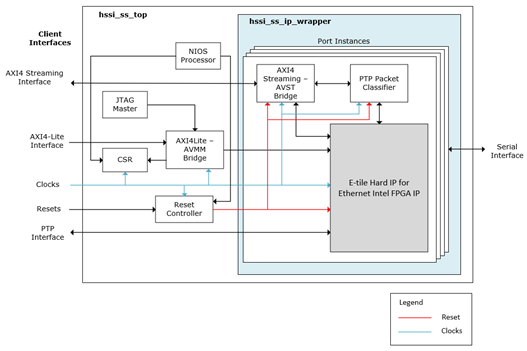 hssi_ss_top
hssi_ss_ip_wrapper
Client
Interfaces
Port Instances
NIOS
Processor
AXI4 Streaming
Interface
AXI4
Streaming –
AVST
Bridge
PTP Packet
Classifier
JTAG
Master
AXI4-Lite
Interface
AXI4Lite –
AVMM
Bridge
CSR
E-tile Hard IP for
Ethernet Intel FPGA IP
Serial
Interface
Clocks
Resets
Reset
Controller
PTP
Interface
Legend
Reset
Clocks